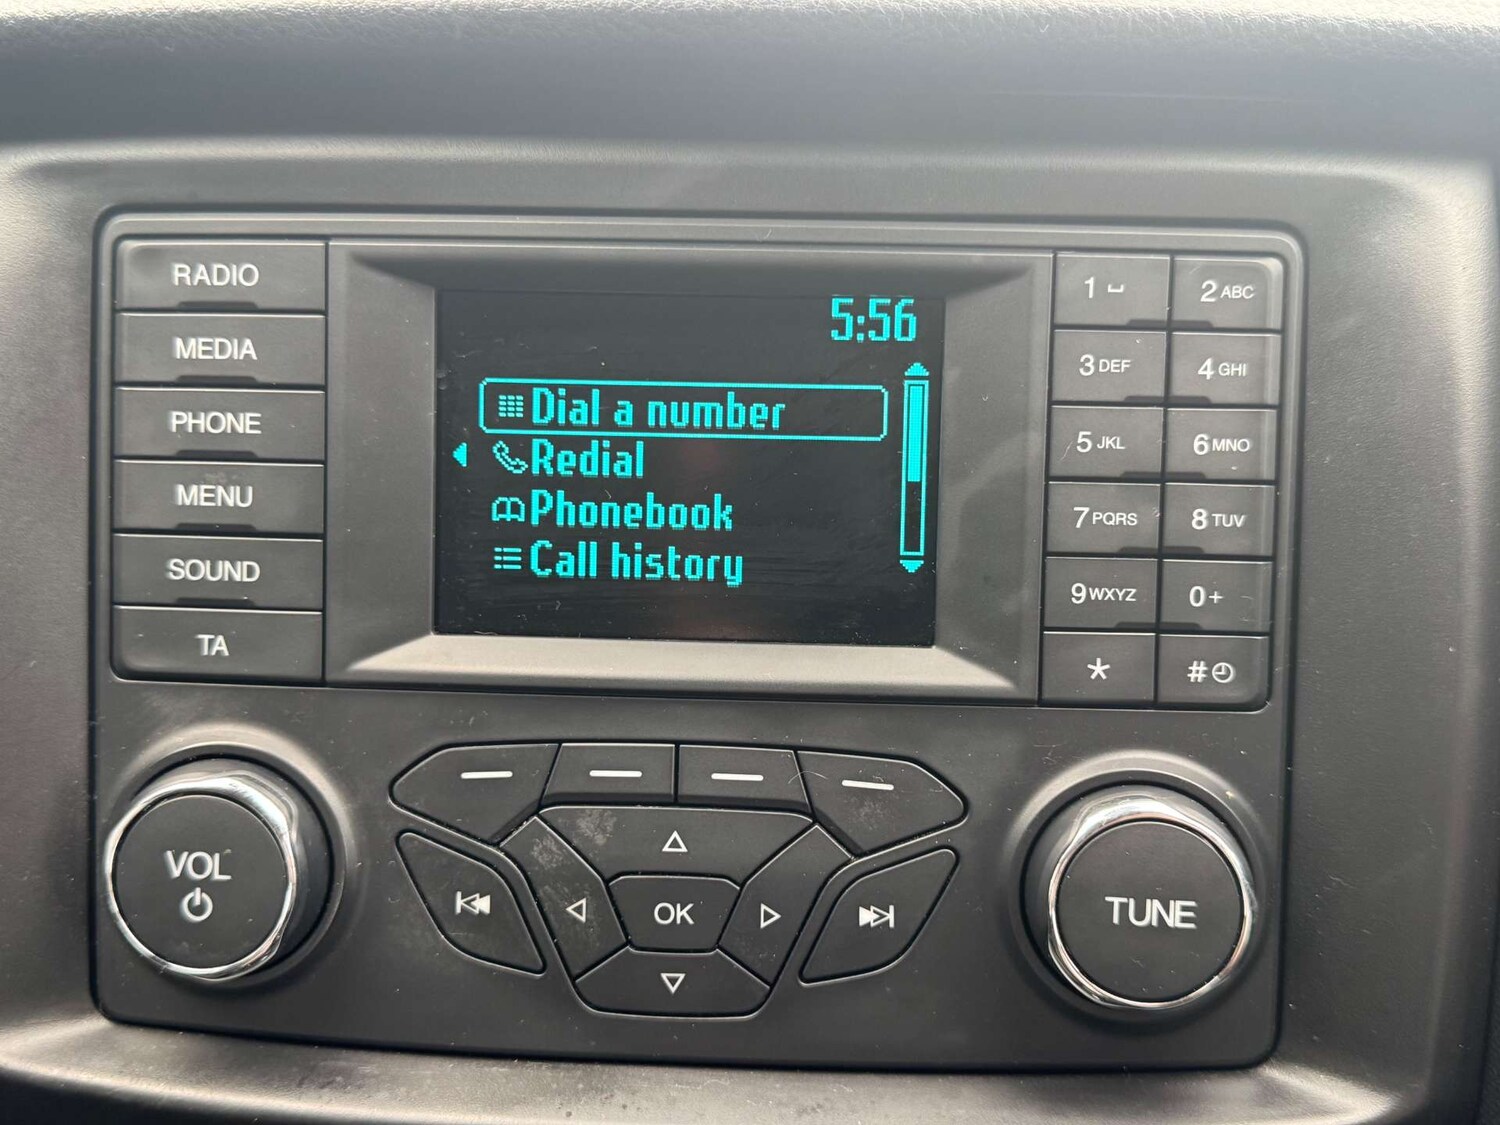 RADIO
MEDIA
PHONE
MENU
SOUND
TA
5:56
Dial a number
Redial
Phonebook
Call history
1
2 ABC
3 DEF
4 GHI
5 JKL
6 MNO
7 PQRS
8 TUV
9 WXYZ
0 +
*
#
VOL
OK
TUNE